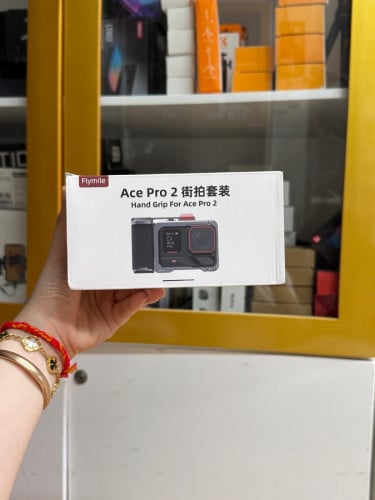 Flymile
Ace Pro 2 街拍套装
Hand Grip For Ace Pro 2